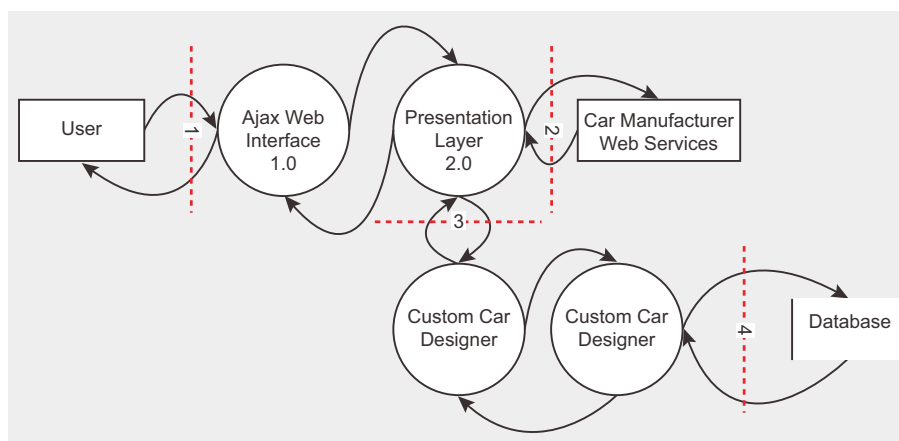 User
1
Ajax Web
Interface
1.0
Presentation
Layer
2.0
2
Car Manufacturer
Web Services
3
Custom Car
Designer
Custom Car
Designer
4
Database